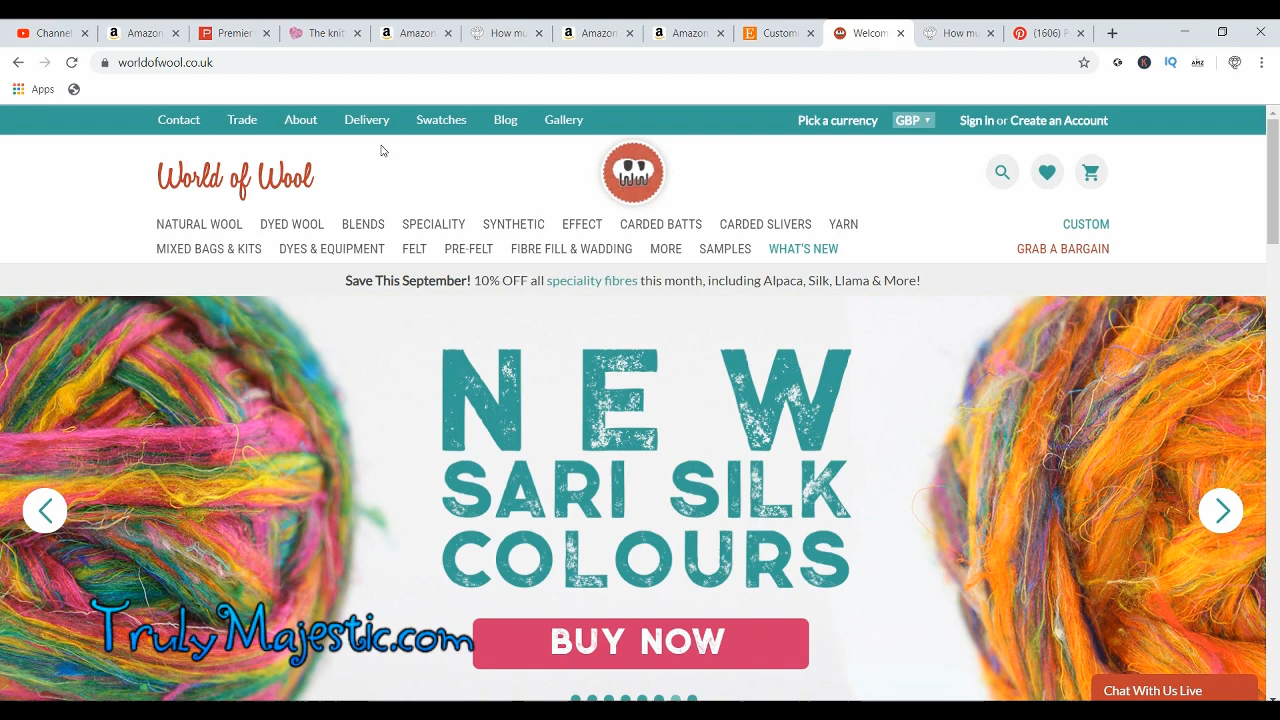 Channel
Amazon
Premier
The knit
Amazon
How mu
Amazon
Amazon
Custom
Welcom
How mu
(1606) P
worldofwool.co.uk
IQ
Apps
Contact Trade About Delivery Swatches Blog Gallery Pick a currency GBP Sign in or Create an Account
World of Wool
WW
NATURAL WOOL DYED WOOL BLENDS SPECIALITY SYNTHETIC EFFECT CARDED BATTS CARDED SLIVERS YARN CUSTOM
MIXED BAGS & KITS DYES & EQUIPMENT FELT PRE-FELT FIBRE FILL & WADDING MORE SAMPLES WHAT'S NEW GRAB A BARGAIN
Save This September! 10% OFF all speciality fibres this month, including Alpaca, Silk, Llama & More!
NEW
SARI SILK
COLOURS
TrulyMajestic.com
BUY NOW
Chat With Us Live